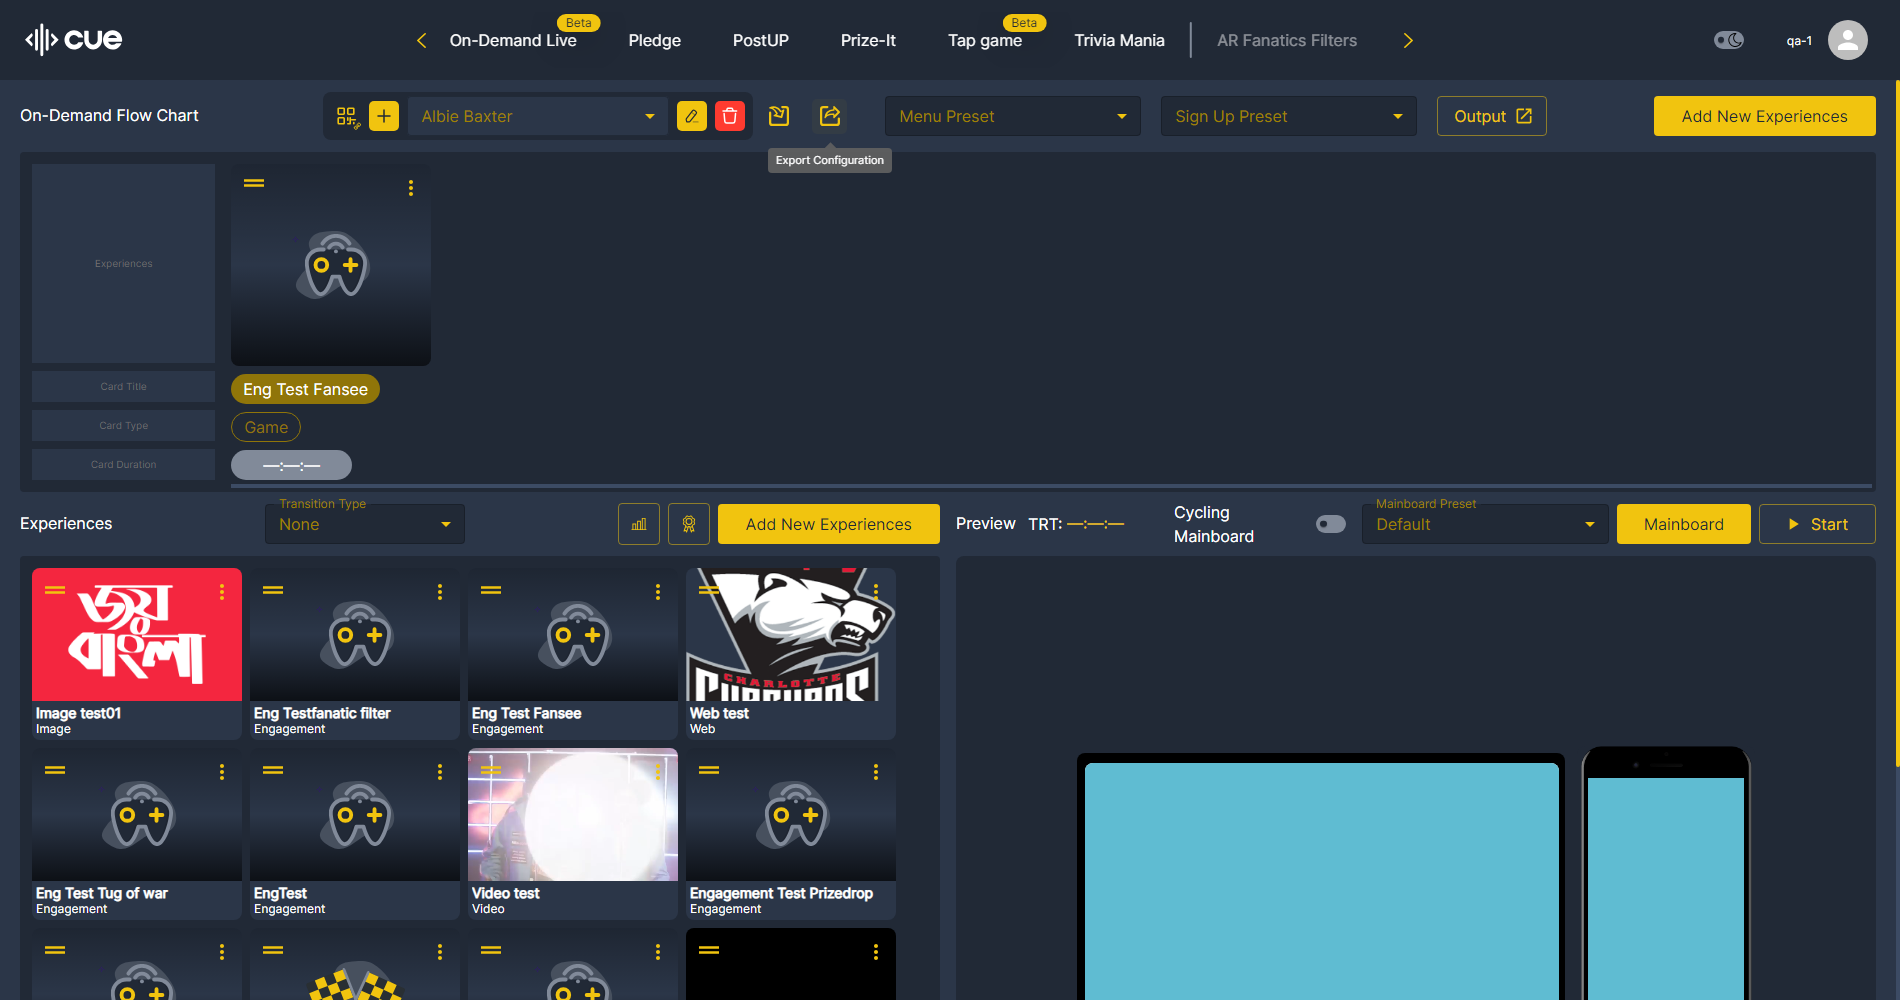 cue
On-Demand Live
Beta
Pledge
PostUP
Prize-It
Tap game
Beta
Trivia Mania
AR Fanatics Filters
qa-1
On-Demand Flow Chart
Albie Baxter
Menu Preset
Sign Up Preset
Output
Add New Experiences
Export Configuration
Experiences
Card Title
Eng Test Fansee
Card Type
Game
Card Duration
—:—:—
Experiences
Transition Type
None
Add New Experiences
Preview
TRT: —:—:—
Cycling
Mainboard
Mainboard Preset
Default
Mainboard
Start
জয়
বাংলা
CHARLOTTE
Image test01
Image
Eng Testfanatic filter
Engagement
Eng Test Fansee
Engagement
Web test
Web
Eng Test Tug of war
Engagement
EngTest
Engagement
Video test
Video
Engagement Test Prizedrop
Engagement